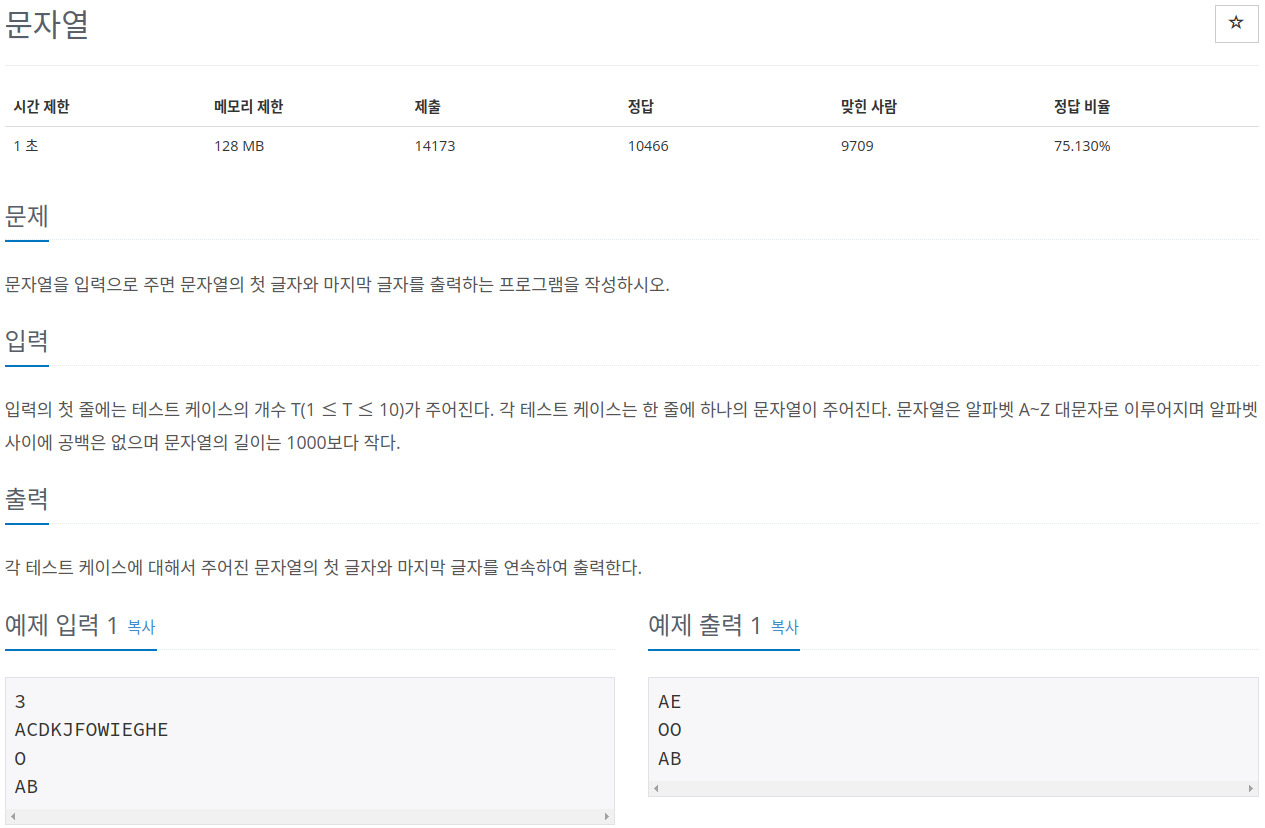 문자열
☆
시간 제한 메모리 제한 제출 정답 맞힌 사람 정답 비율
1 초 128 MB 14173 10466 9709 75.130%
문제
문자열을 입력으로 주면 문자열의 첫 글자와 마지막 글자를 출력하는 프로그램을 작성하시오.
입력
입력의 첫 줄에는 테스트 케이스의 개수 T(1 ≤ T ≤ 10)가 주어진다. 각 테스트 케이스는 한 줄에 하나의 문자열이 주어진다. 문자열은 알파벳 A~Z 대문자로 이루어지며 알파벳
사이에 공백은 없으며 문자열의 길이는 1000보다 작다.
출력
각 테스트 케이스에 대해서 주어진 문자열의 첫 글자와 마지막 글자를 연속하여 출력한다.
예제 입력 1 복사
3
ACDKJFOWIEGHE
O
AB
예제 출력 1 복사
AE
OO
AB